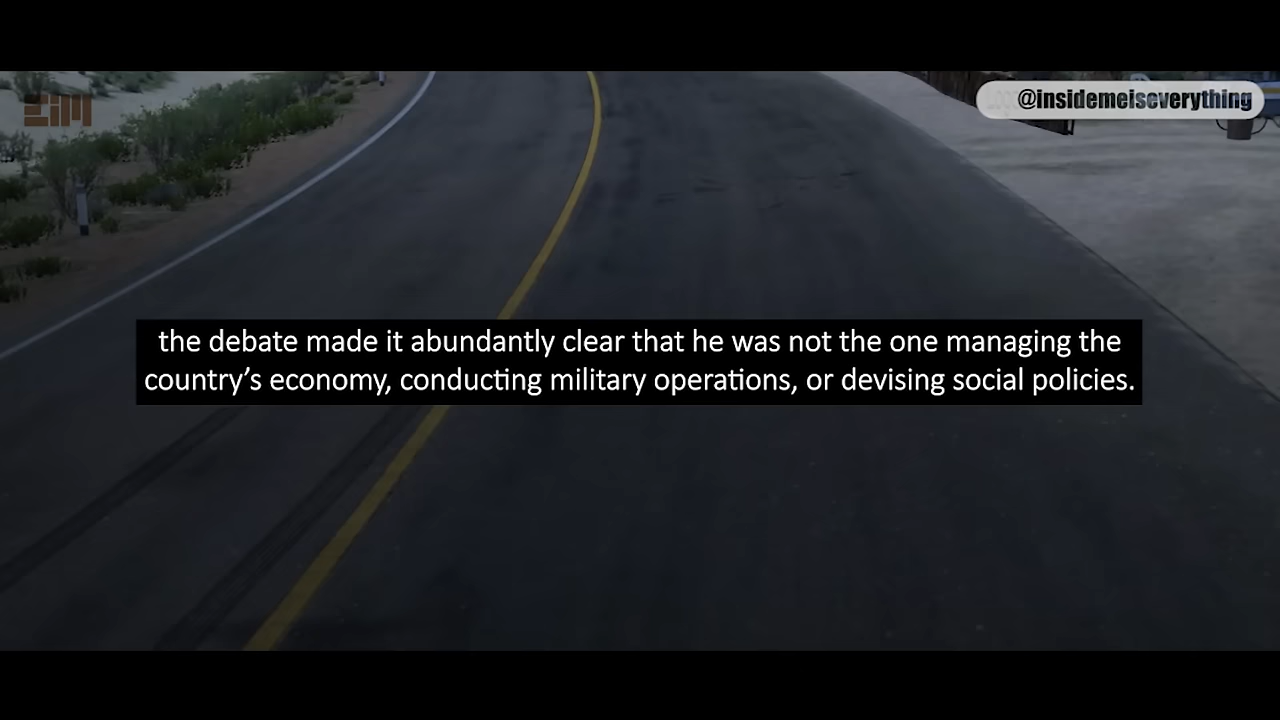 @insidemeiseverything
the debate made it abundantly clear that he was not the one managing the
country’s economy, conducting military operations, or devising social policies.